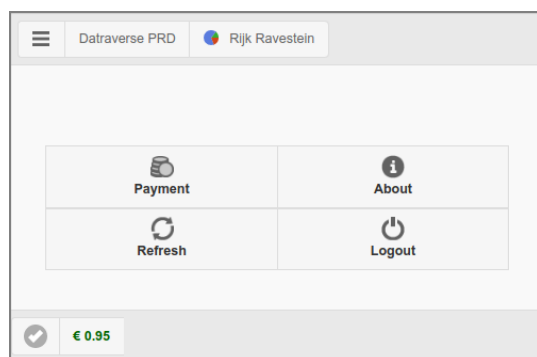 Datraverse PRD Rijk Ravestein
Payment About
Refresh Logout
€ 0.95